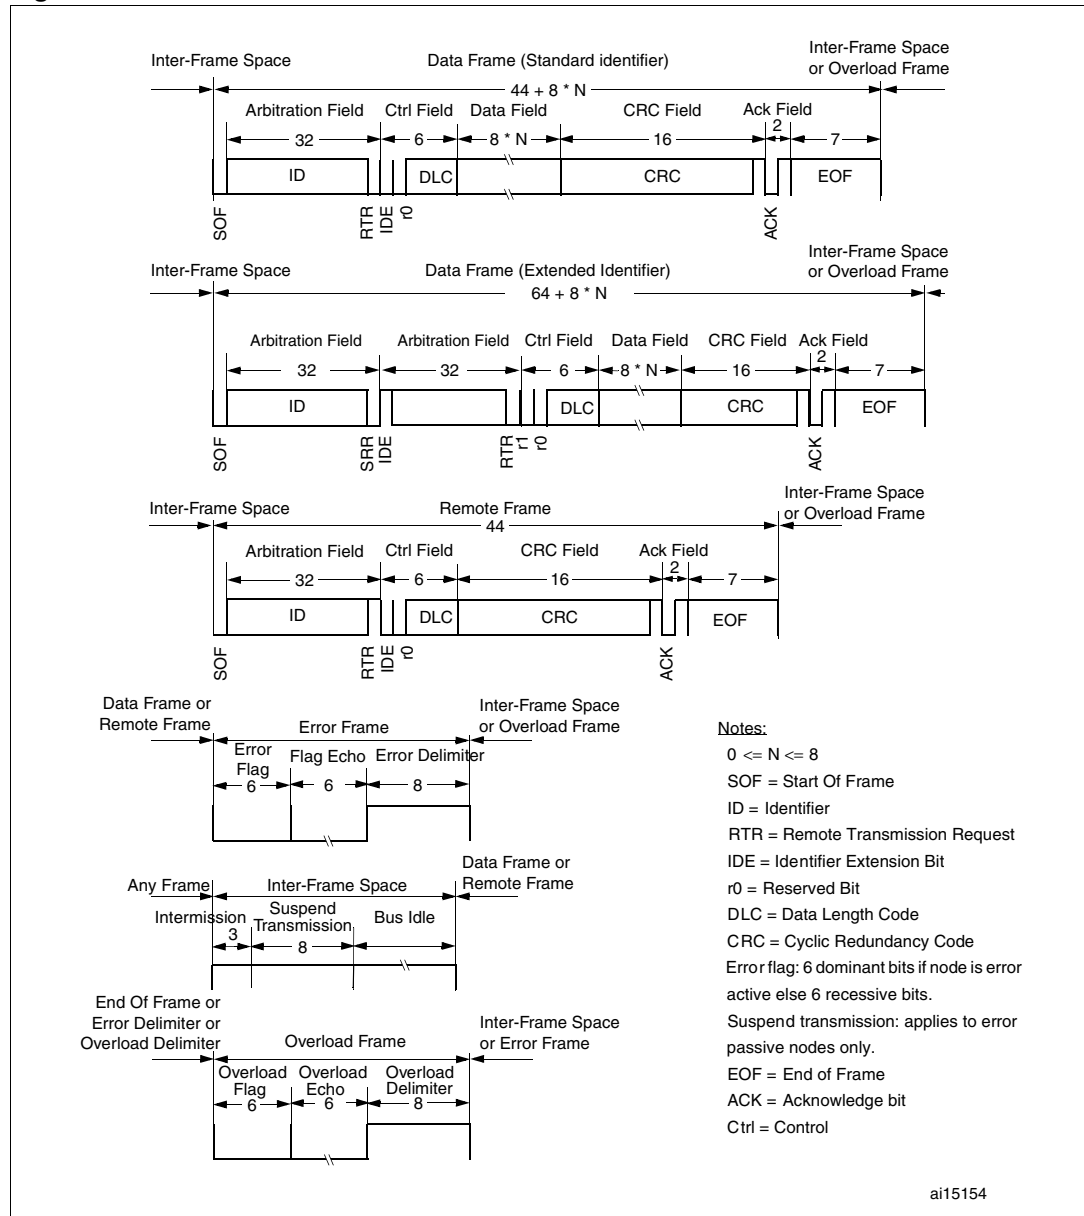 Inter-Frame Space
Data Frame (Standard identifier)
Inter-Frame Space
or Overload Frame
44 + 8 * N
Arbitration Field
Ctrl Field
Data Field
CRC Field
Ack Field
32
6
8 * N
16
2
7
ID
DLC
CRC
EOF
SOF
RTR
IDE
r0
ACK
Inter-Frame Space
Data Frame (Extended Identifier)
Inter-Frame Space
or Overload Frame
64 + 8 * N
Arbitration Field
Arbitration Field
Ctrl Field
Data Field
CRC Field
Ack Field
32
32
6
8 * N
16
2
7
ID
DLC
CRC
EOF
SOF
SRR
IDE
RTR
r1
r0
ACK
Inter-Frame Space
Remote Frame
Inter-Frame Space
or Overload Frame
44
Arbitration Field
Ctrl Field
CRC Field
Ack Field
32
6
16
2
7
ID
DLC
CRC
EOF
SOF
RTR
IDE
r0
ACK
Data Frame or
Remote Frame
Error Frame
Inter-Frame Space
or Overload Frame
Error
Flag
Flag Echo
Error Delimiter
6
6
8
Any Frame
Inter-Frame Space
Data Frame or
Remote Frame
Intermission
3
Suspend
Transmission
8
Bus Idle
End Of Frame or
Error Delimiter or
Overload Delimiter
Overload Frame
Inter-Frame Space
or Error Frame
Overload
Flag
6
Overload
Echo
6
Overload
Delimiter
8
Notes:
0 <= N <= 8
SOF = Start Of Frame
ID = Identifier
RTR = Remote Transmission Request
IDE = Identifier Extension Bit
r0 = Reserved Bit
DLC = Data Length Code
CRC = Cyclic Redundancy Code
Error flag: 6 dominant bits if node is error
active else 6 recessive bits.
Suspend transmission: applies to error
passive nodes only.
EOF = End of Frame
ACK = Acknowledge bit
Ctrl = Control
ai15154